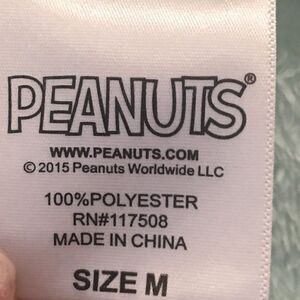 PEANUTS®
WWW.PEANUTS.COM
© 2015 Peanuts Worldwide LLC
100%POLYESTER
RN#117508
MADE IN CHINA
SIZE M